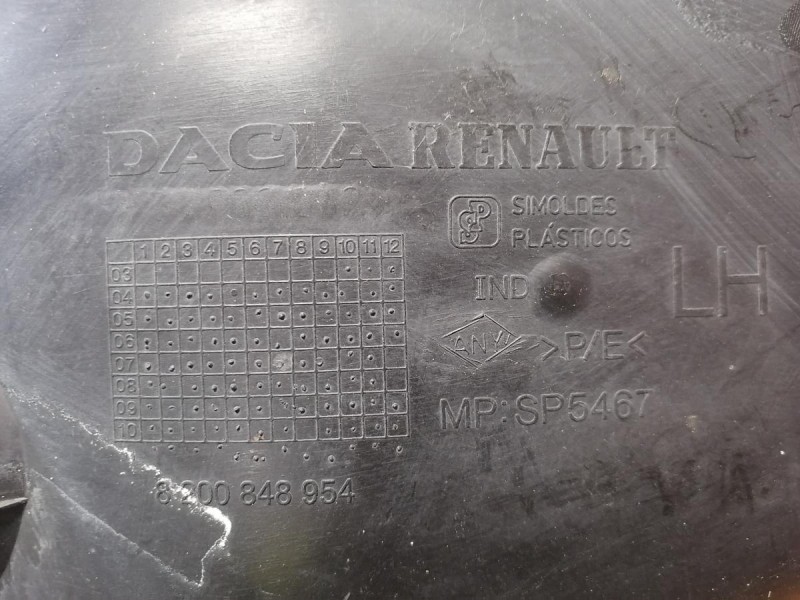 DACIA RENAULT
SGP SIMOLDES
PLÁSTICOS
1 2 3 4 5 6 7 8 9 10 11 12
03
04
05
06
07
08
09
10
IND
LH
>P/E<
MP:SP5467
8200 848 954